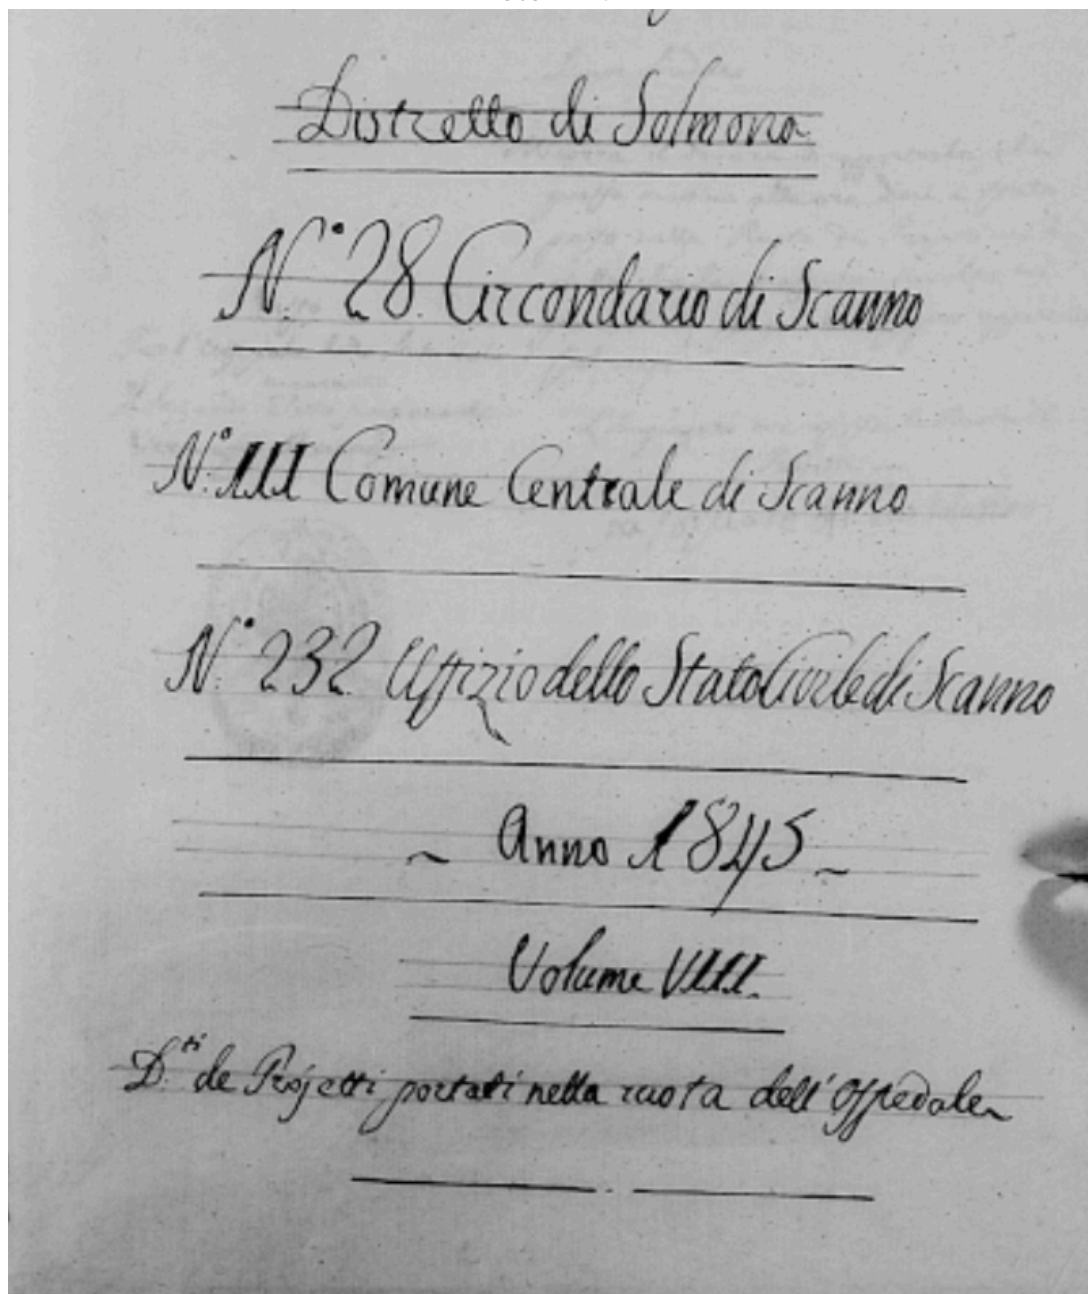 Distretto di Solmona
N.° 28. Circondario di Scanno
N.° III Comune Centrale di Scanno
N.° 232 Uffizio dello Stato Civile di Scanno
~ Anno 1845 ~
Volume VIII.
D.ti de Projetti portati nella ruota dell' Ospedale